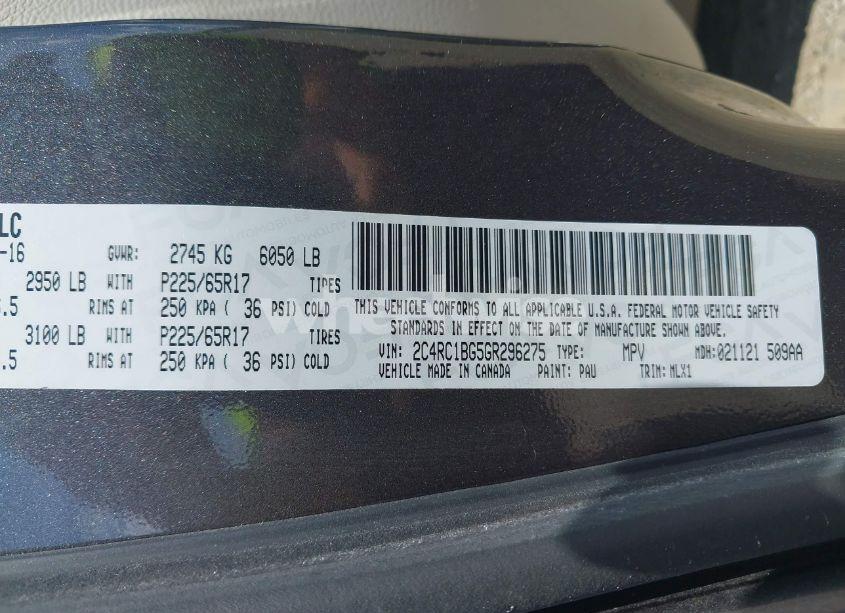 LC
-16 GVWR: 2745 KG 6050 LB
2950 LB WITH P225/65R17 TIRES
.5 RIMS AT 250 KPA ( 36 PSI) COLD
3100 LB WITH P225/65R17 TIRES
.5 RIMS AT 250 KPA ( 36 PSI) COLD
THIS VEHICLE CONFORMS TO ALL APPLICABLE U.S.A. FEDERAL MOTOR VEHICLE SAFETY
STANDARDS IN EFFECT ON THE DATE OF MANUFACTURE SHOWN ABOVE.
VIN: 2C4RC1BG5GR296275 TYPE: MPV MDH: 021121 509AA
VEHICLE MADE IN CANADA PAINT: PAU TRIM: MLX1